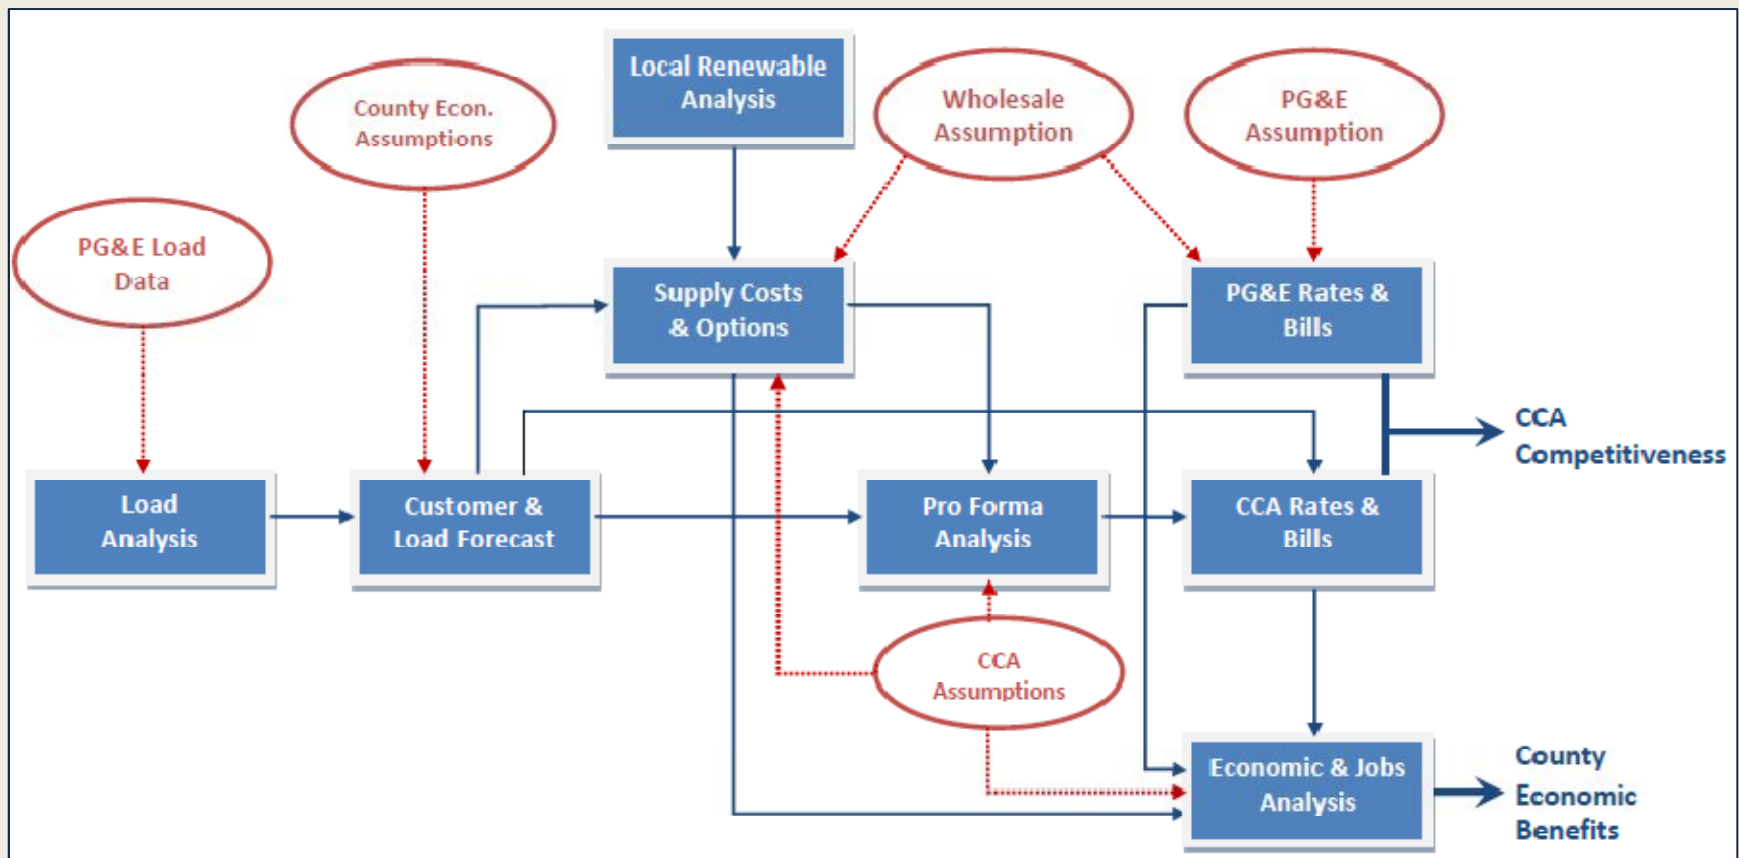 Local Renewable
Analysis
County Econ.
Assumptions
Wholesale
Assumption
PG&E
Assumption
PG&E Load
Data
Supply Costs
& Options
PG&E Rates &
Bills
CCA
Competitiveness
Load
Analysis
Customer &
Load Forecast
Pro Forma
Analysis
CCA Rates &
Bills
CCA
Assumptions
Economic & Jobs
Analysis
County
Economic
Benefits